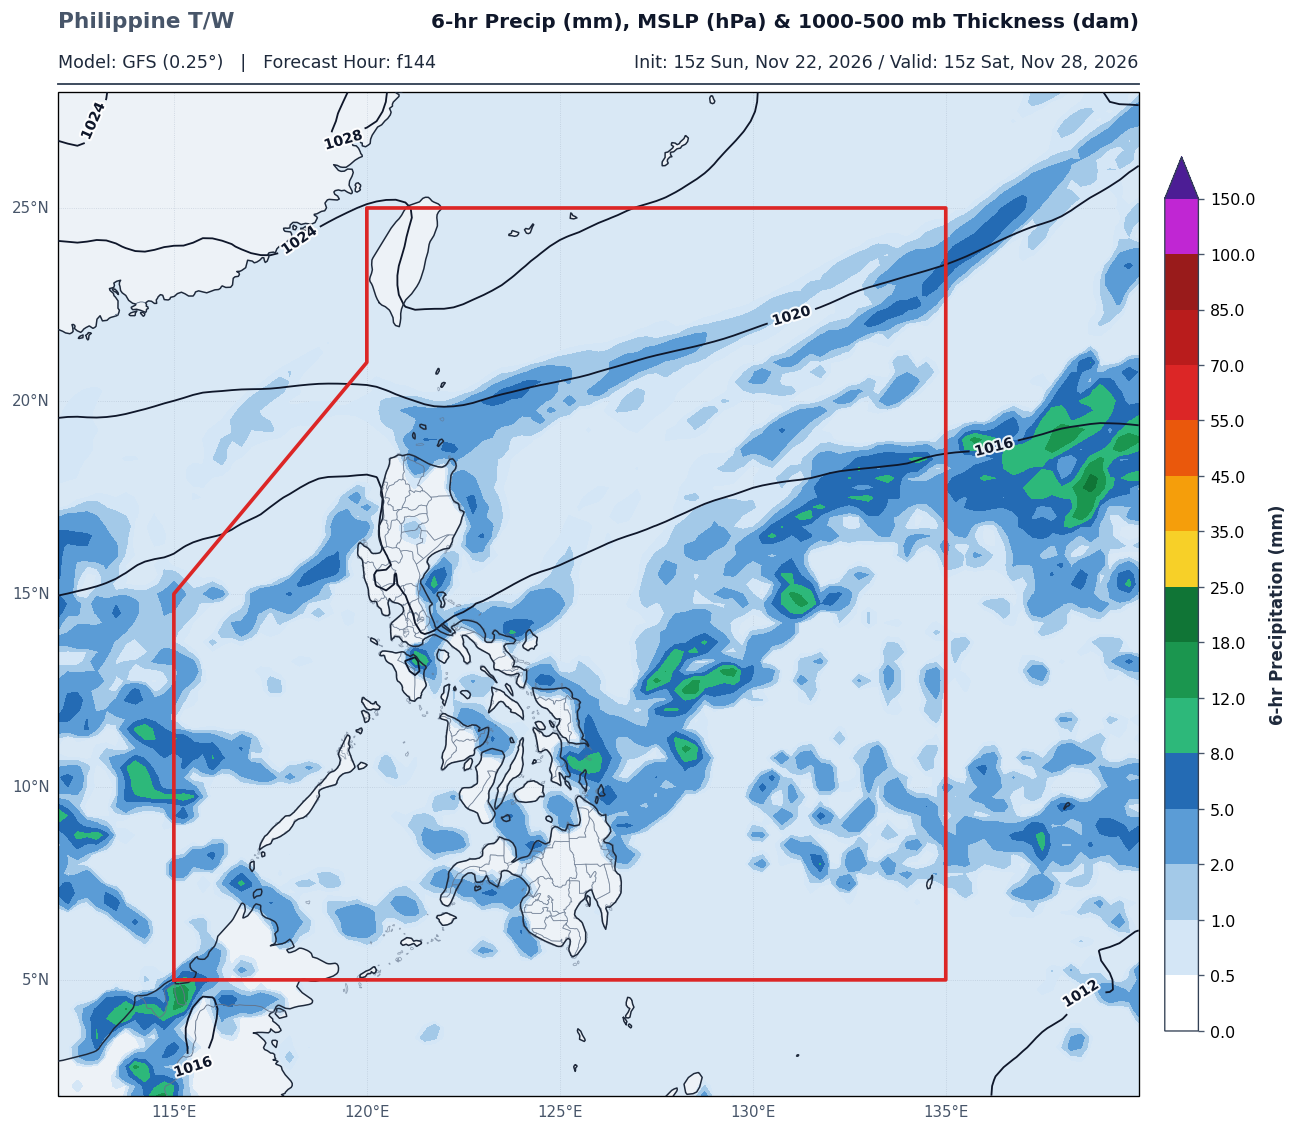 Philippine T/W
6-hr Precip (mm), MSLP (hPa) & 1000-500 mb Thickness (dam)
Model: GFS (0.25°) | Forecast Hour: f144
Init: 15z Sun, Nov 22, 2026 / Valid: 15z Sat, Nov 28, 2026
1024
1028
1024
1020
1016
1012
1016
25°N
20°N
15°N
10°N
5°N
115°E
120°E
125°E
130°E
135°E
150.0
100.0
85.0
70.0
55.0
45.0
35.0
25.0
18.0
12.0
8.0
5.0
2.0
1.0
0.5
0.0
6-hr Precipitation (mm)